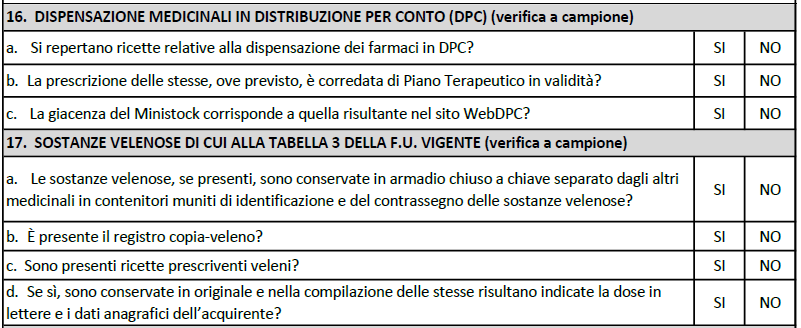 16. DISPENSAZIONE MEDICINALI IN DISTRIBUZIONE PER CONTO (DPC) (verifica a campione)
a. Si repertano ricette relative alla dispensazione dei farmaci in DPC? SI NO
b. La prescrizione delle stesse, ove previsto, è corredata di Piano Terapeutico in validità? SI NO
c. La giacenza del Ministock corrisponde a quella risultante nel sito WebDPC? SI NO
17. SOSTANZE VELENOSE DI CUI ALLA TABELLA 3 DELLA F.U. VIGENTE (verifica a campione)
a. Le sostanze velenose, se presenti, sono conservate in armadio chiuso a chiave separato dagli altri
medicinali in contenitori muniti di identificazione e del contrassegno delle sostanze velenose? SI NO
b. È presente il registro copia-veleno? SI NO
c. Sono presenti ricette prescriventi veleni? SI NO
d. Se sì, sono conservate in originale e nella compilazione delle stesse risultano indicate la dose in
lettere e i dati anagrafici dell’acquirente? SI NO